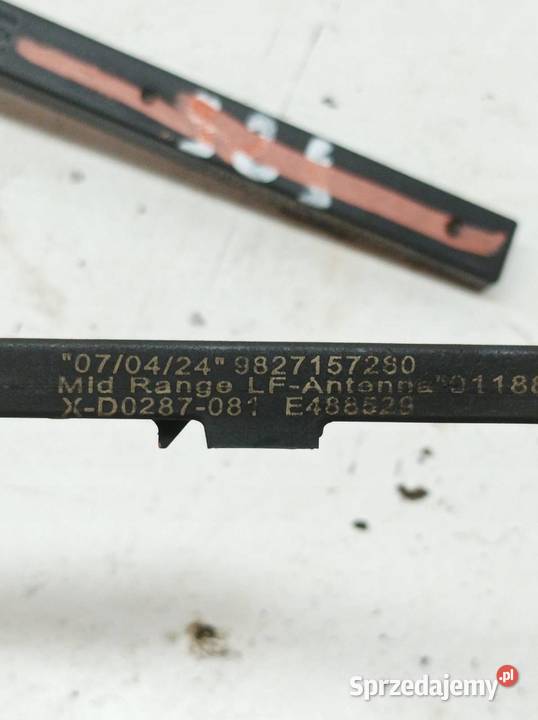 "07/04/24" 9827157280
Mid Range LF-Antenna"01188
X-D0287-081 E488529
Sprzedajemy.pl